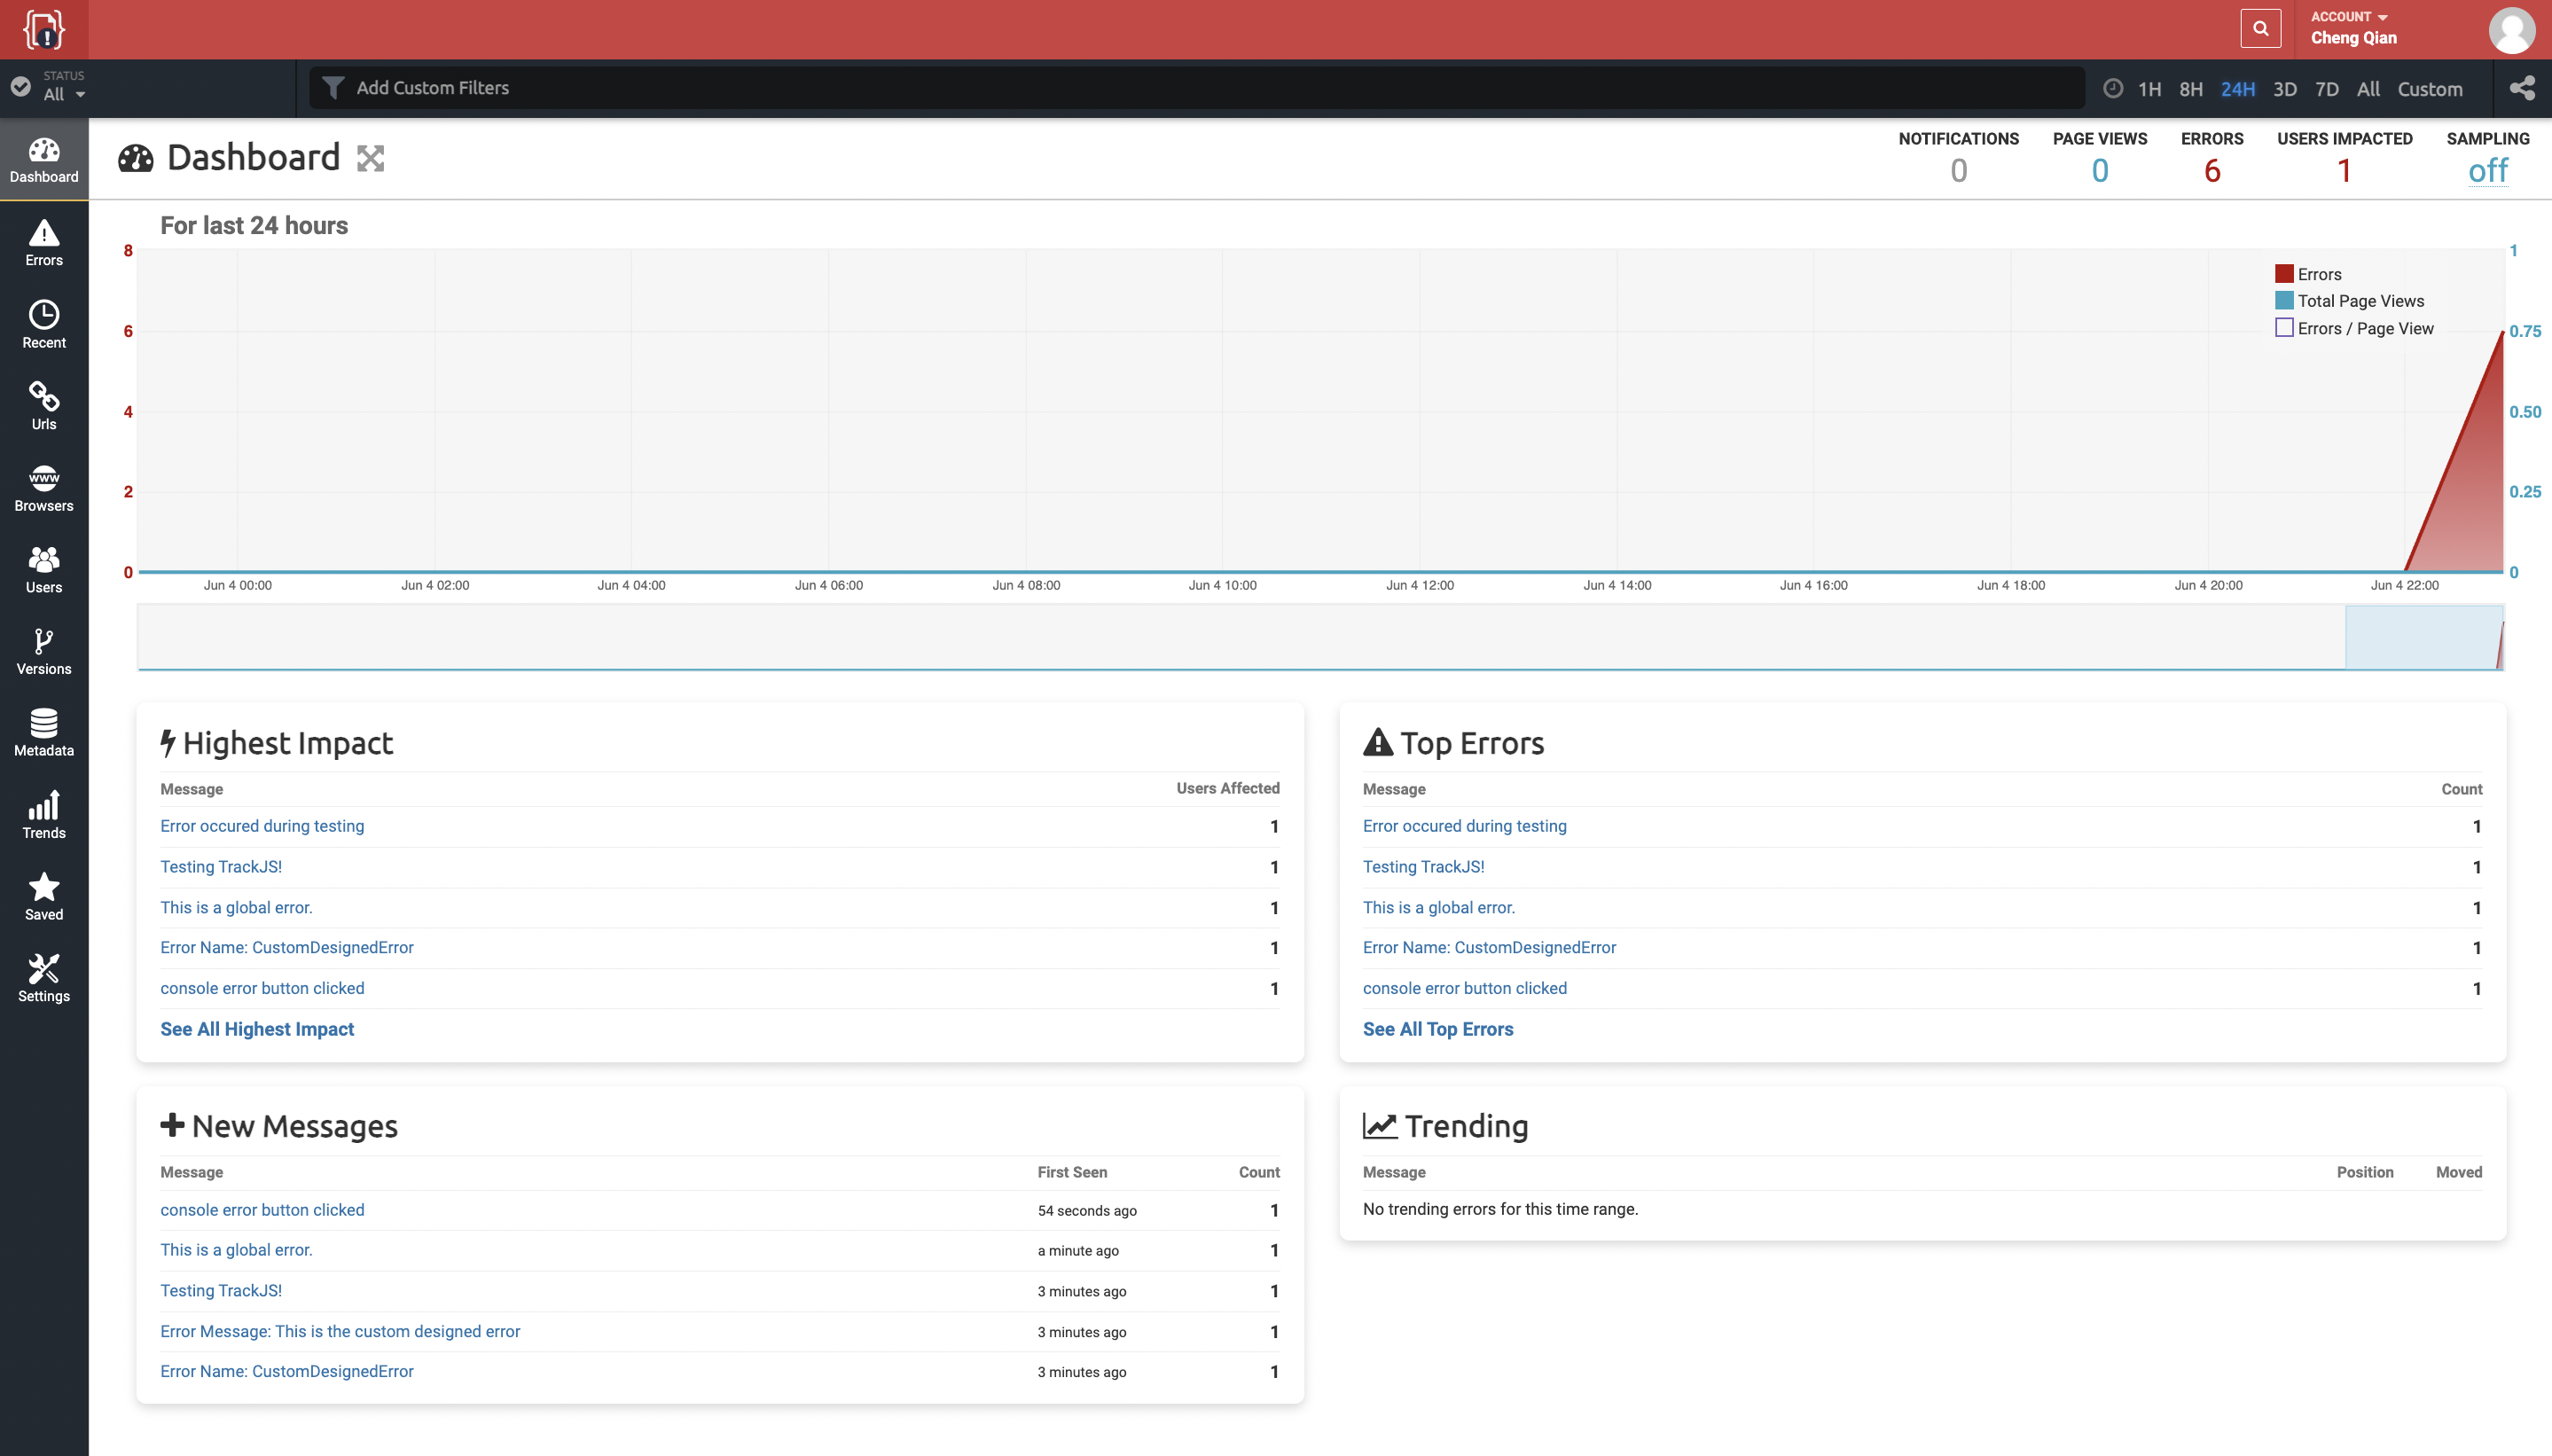 ACCOUNT
Cheng Qian
STATUS
All
Add Custom Filters
1H 8H 24H 3D 7D All Custom
Dashboard
Errors
Recent
Urls
www
Browsers
Users
Versions
Metadata
Trends
Saved
Settings
Dashboard
NOTIFICATIONS PAGE VIEWS ERRORS USERS IMPACTED SAMPLING
0 0 6 1 off
For last 24 hours
8 1
6 0.75
4 0.50
2 0.25
0 0
Errors
Total Page Views
Errors / Page View
Jun 4 00:00 Jun 4 02:00 Jun 4 04:00 Jun 4 06:00 Jun 4 08:00 Jun 4 10:00 Jun 4 12:00 Jun 4 14:00 Jun 4 16:00 Jun 4 18:00 Jun 4 20:00 Jun 4 22:00
Highest Impact
Message Users Affected
Error occured during testing 1
Testing TrackJS! 1
This is a global error. 1
Error Name: CustomDesignedError 1
console error button clicked 1
See All Highest Impact
Top Errors
Message Count
Error occured during testing 1
Testing TrackJS! 1
This is a global error. 1
Error Name: CustomDesignedError 1
console error button clicked 1
See All Top Errors
New Messages
Message First Seen Count
console error button clicked 54 seconds ago 1
This is a global error. a minute ago 1
Testing TrackJS! 3 minutes ago 1
Error Message: This is the custom designed error 3 minutes ago 1
Error Name: CustomDesignedError 3 minutes ago 1
Trending
Message Position Moved
No trending errors for this time range.